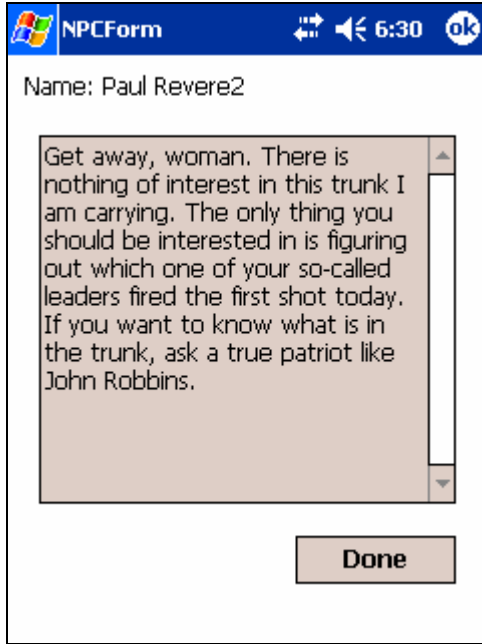 NPCForm 6:30 ok
Name: Paul Revere2
Get away, woman. There is
nothing of interest in this trunk I
am carrying. The only thing you
should be interested in is figuring
out which one of your so-called
leaders fired the first shot today.
If you want to know what is in
the trunk, ask a true patriot like
John Robbins.
Done